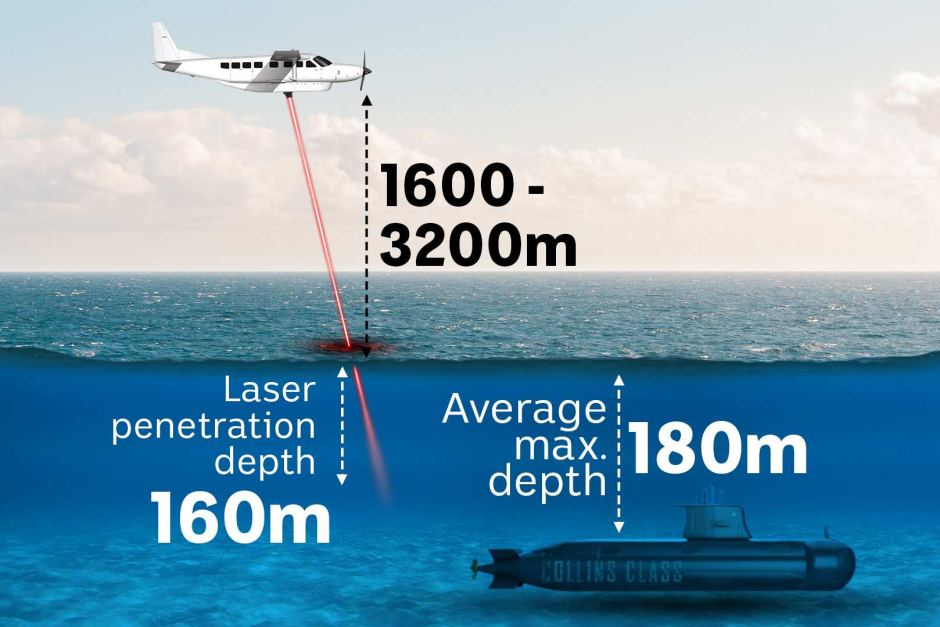 1600 -
3200m
Laser
penetration
depth
160m
Average
max.
depth
180m
COLLINS CLASS